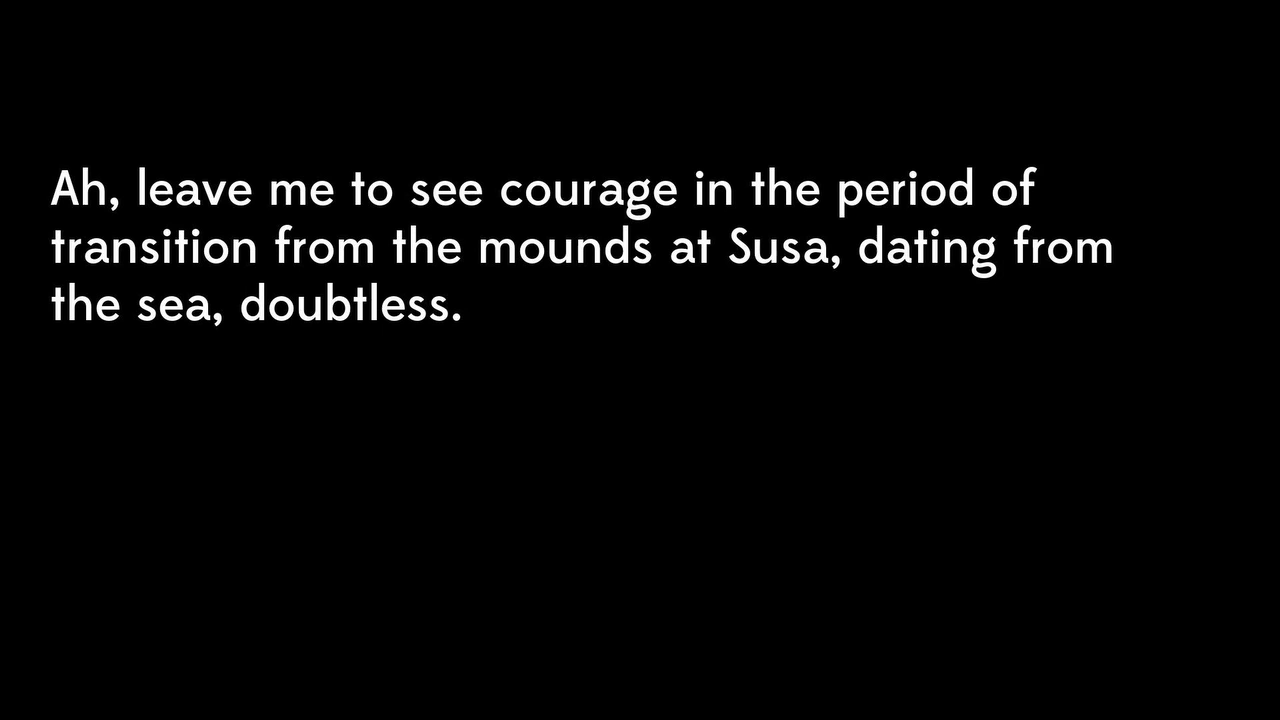 Ah, leave me to see courage in the period of
transition from the mounds at Susa, dating from
the sea, doubtless.